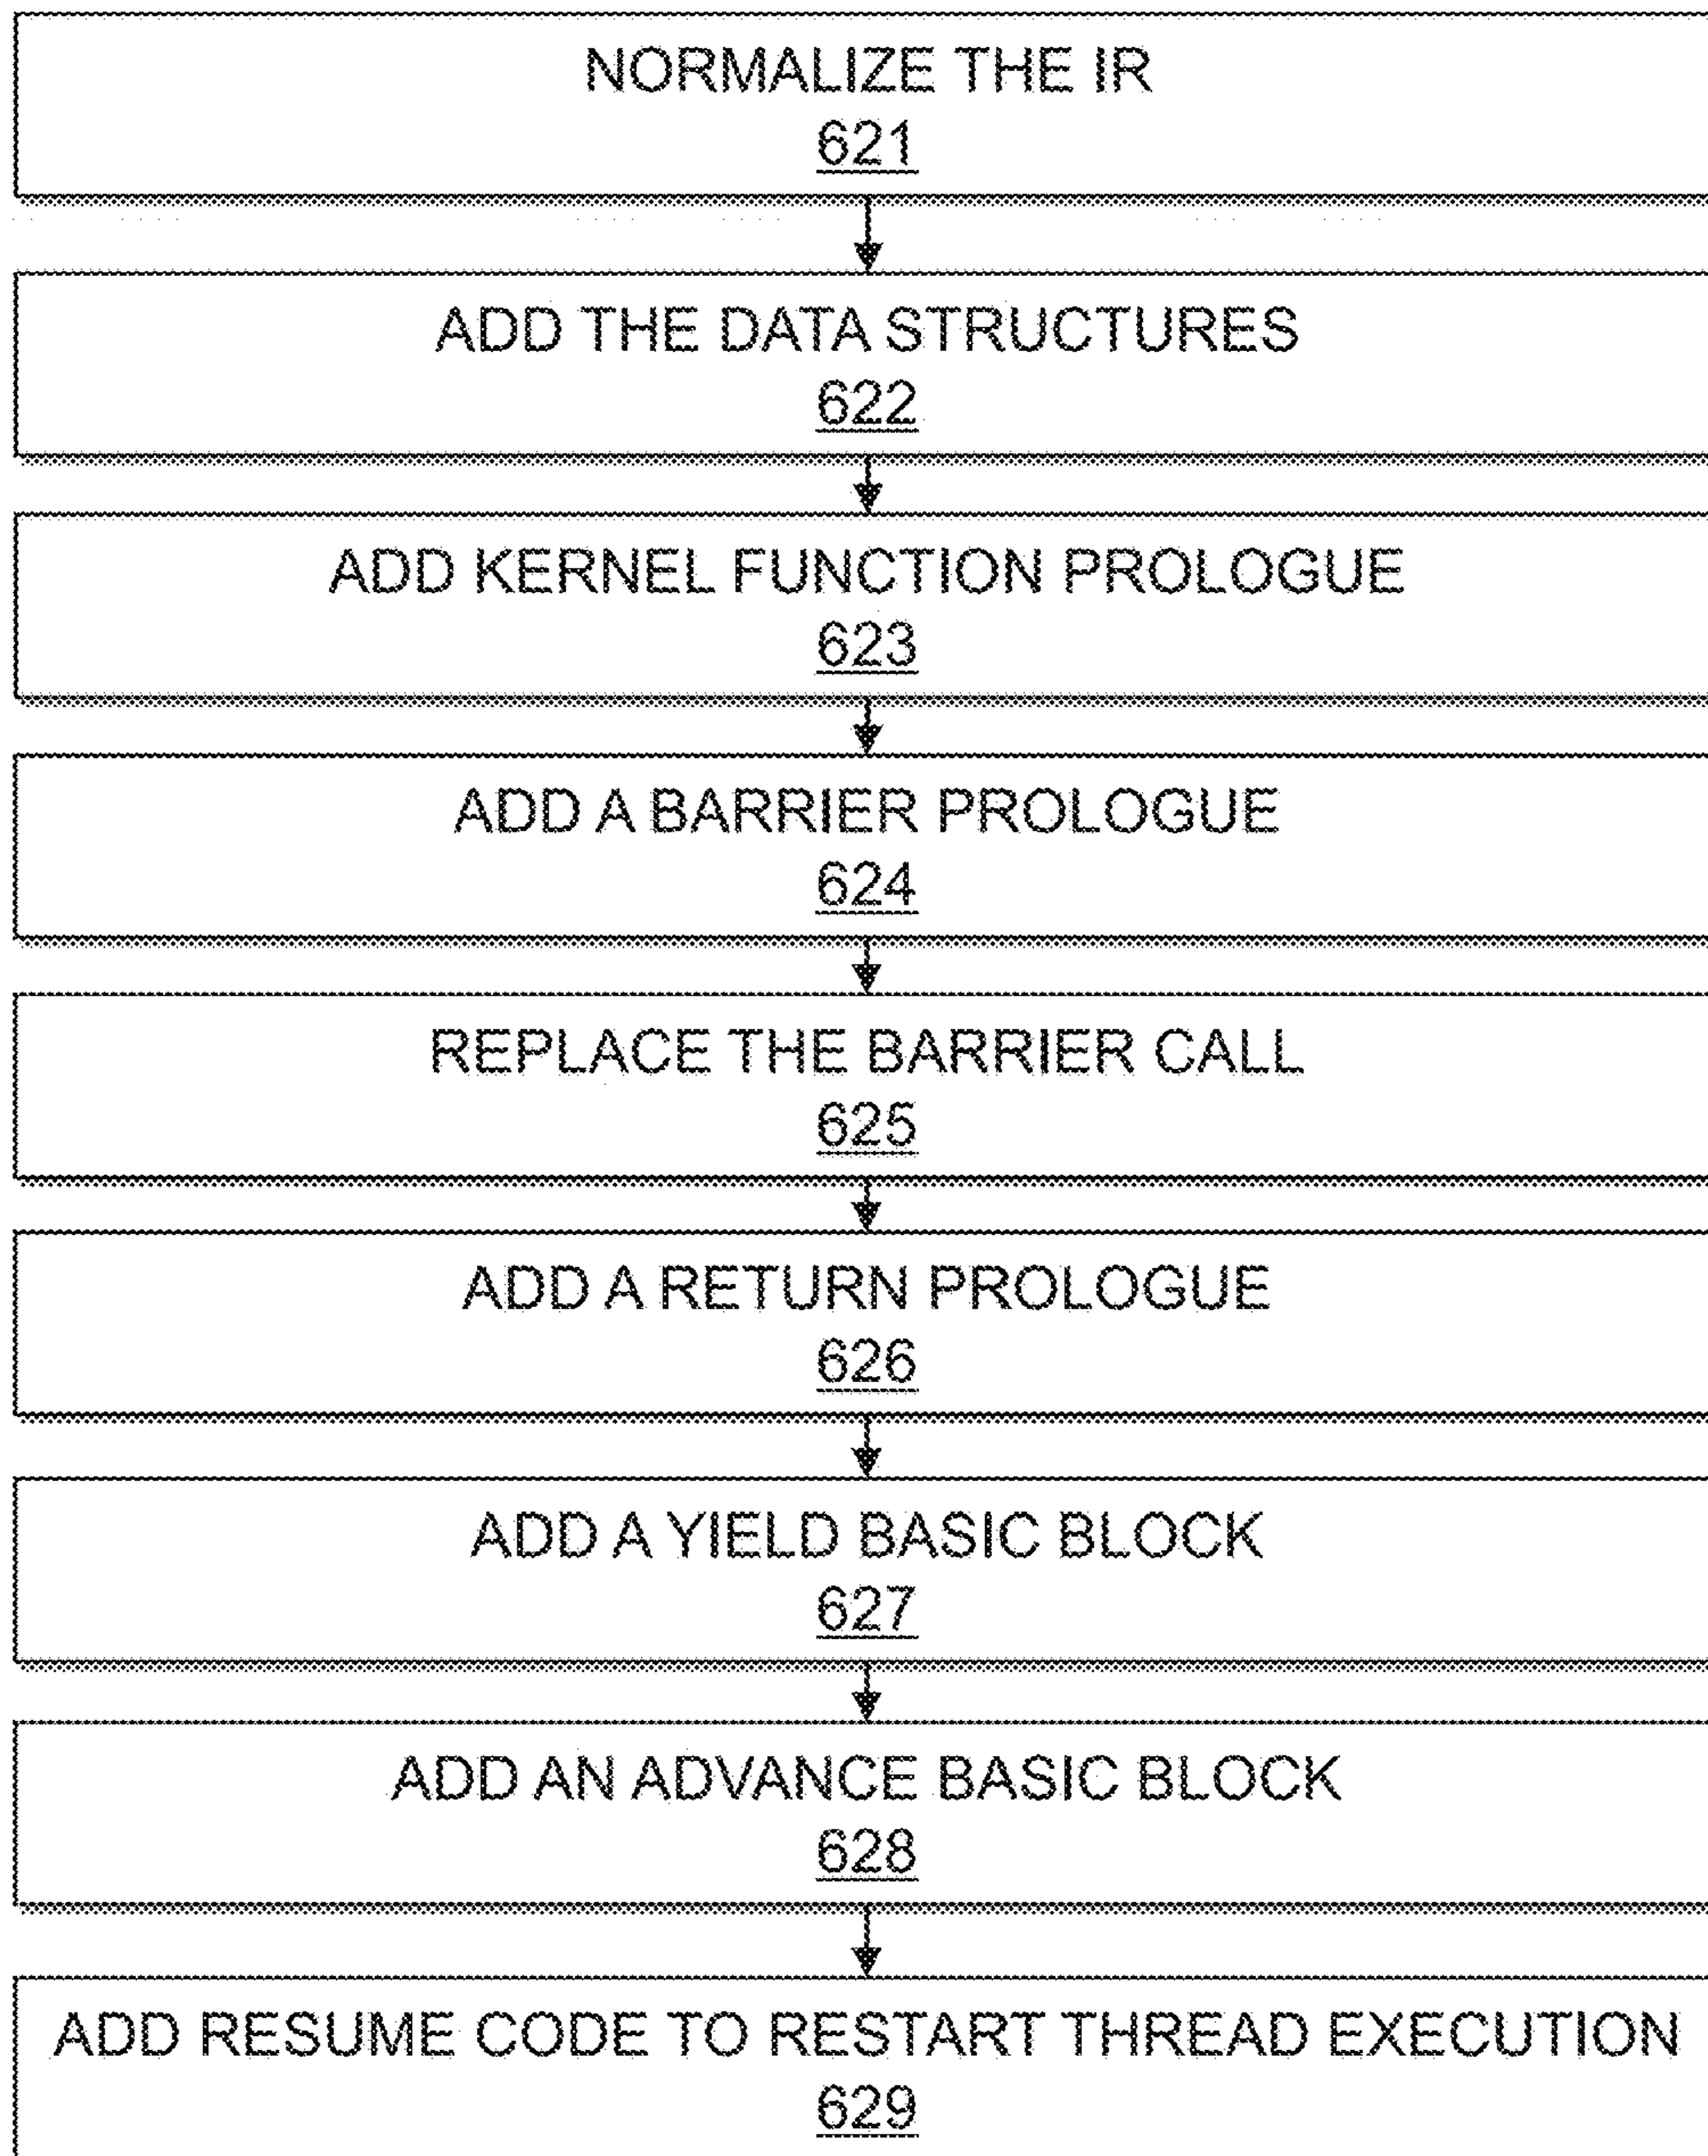 NORMALIZE THE IR
621
ADD THE DATA STRUCTURES
622
ADD KERNEL FUNCTION PROLOGUE
623
ADD A BARRIER PROLOGUE
624
REPLACE THE BARRIER CALL
625
ADD A RETURN PROLOGUE
626
ADD A YIELD BASIC BLOCK
627
ADD AN ADVANCE BASIC BLOCK
628
ADD RESUME CODE TO RESTART THREAD EXECUTION
629